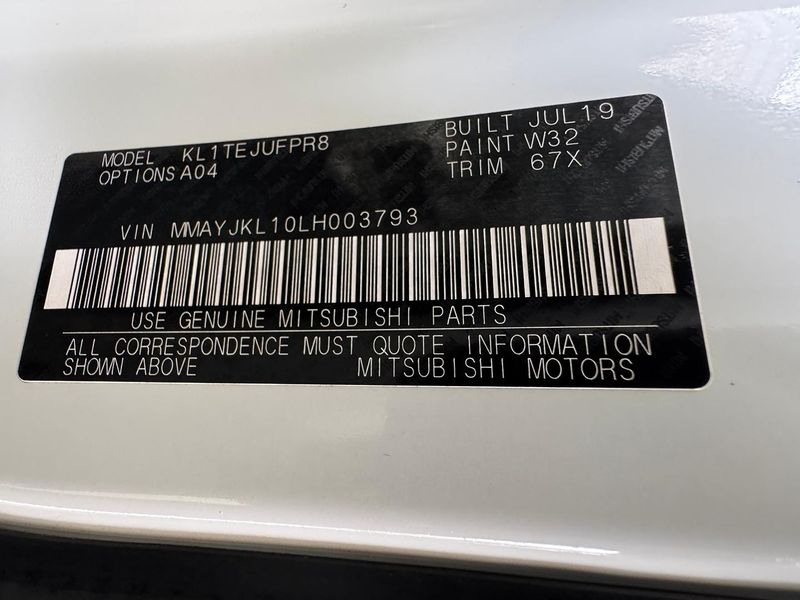 MODEL KL1TEJUFPR8
OPTIONS A04
BUILT JUL19
PAINT W32
TRIM 67X
VIN MMAYJKL10LH003793
USE GENUINE MITSUBISHI PARTS
ALL CORRESPONDENCE MUST QUOTE INFORMATION
SHOWN ABOVE MITSUBISHI MOTORS